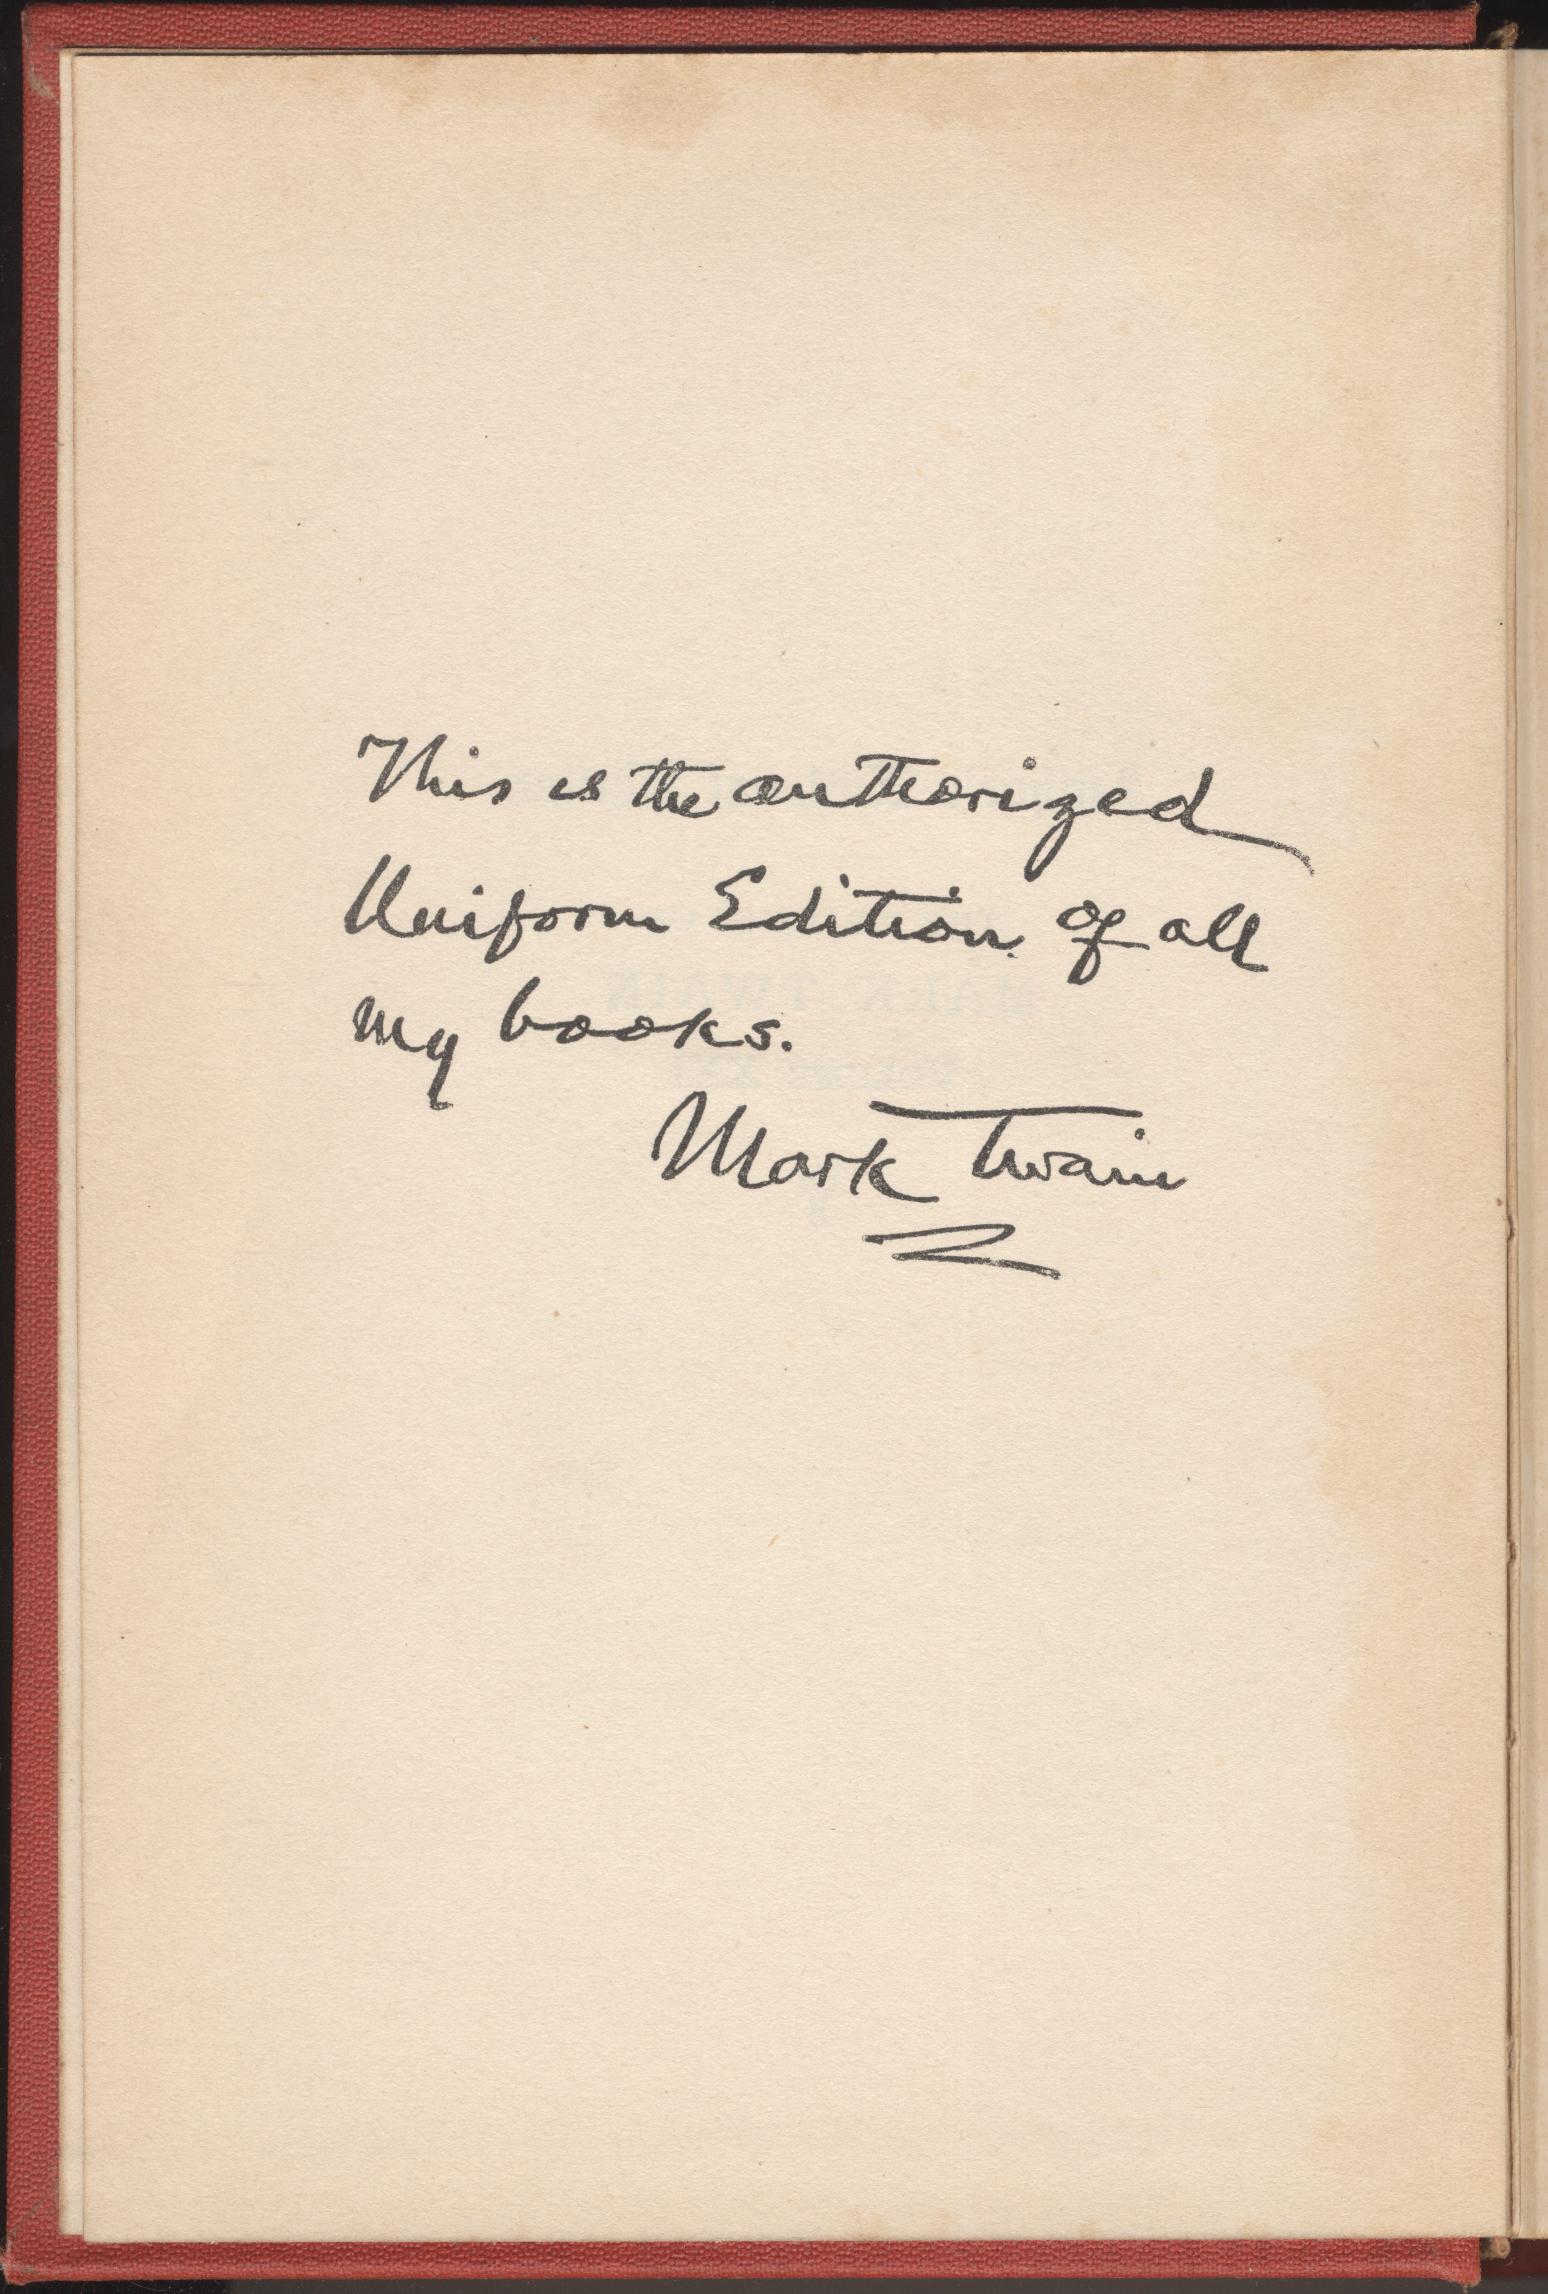 This is the authorized
Uniform Edition of all
my books.
Mark Twain